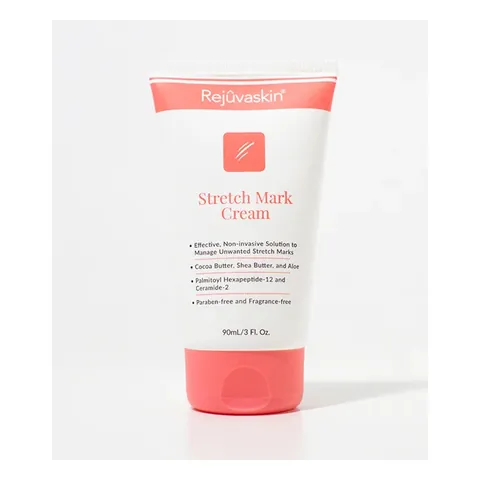 Rejûvaskin®
Stretch Mark
Cream
• Effective, Non-invasive Solution to
Manage Unwanted Stretch Marks
• Cocoa Butter, Shea Butter, and Aloe
• Palmitoyl Hexapeptide-12 and
Ceramide-2
• Paraben-free and Fragrance-free
90mL/3 Fl. Oz.